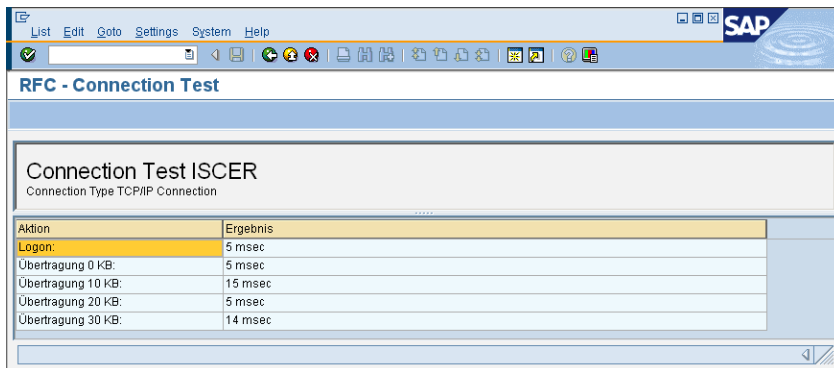 List Edit Goto Settings System Help
SAP
RFC - Connection Test
Connection Test ISCER
Connection Type TCP/IP Connection
Aktion Ergebnis
Logon: 5 msec
Übertragung 0 KB: 5 msec
Übertragung 10 KB: 15 msec
Übertragung 20 KB: 5 msec
Übertragung 30 KB: 14 msec